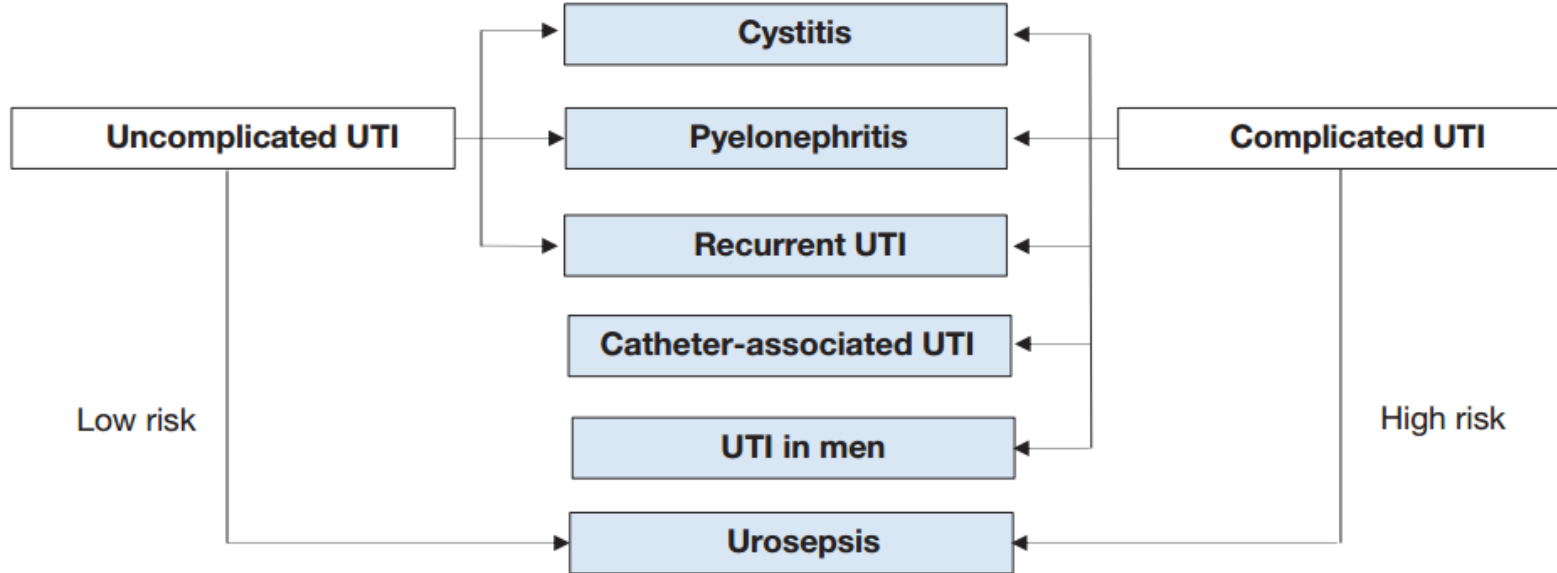 Cystitis
Uncomplicated UTI
Pyelonephritis
Complicated UTI
Recurrent UTI
Catheter-associated UTI
Low risk
High risk
UTI in men
Urosepsis